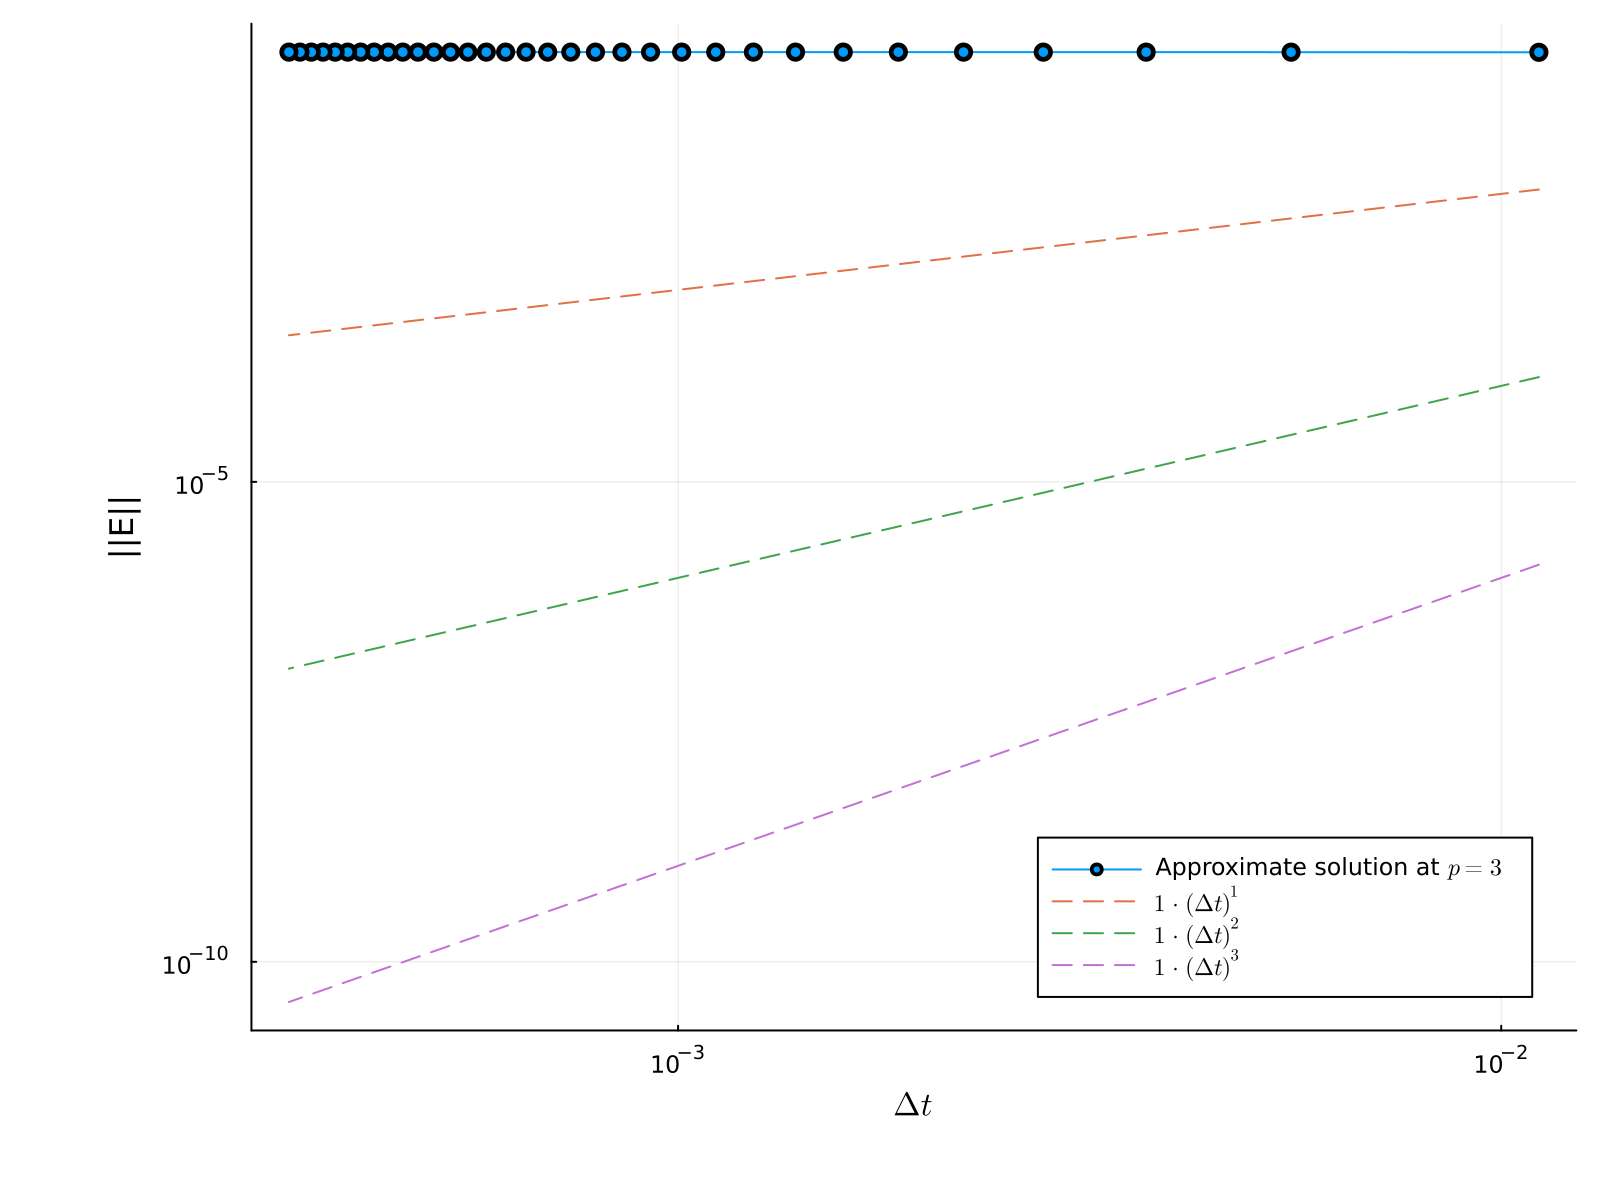 ||E||
10⁻⁵
10⁻¹⁰
10⁻³
10⁻²
Δt
Approximate solution at p = 3
1 · (Δt)¹
1 · (Δt)²
1 · (Δt)³